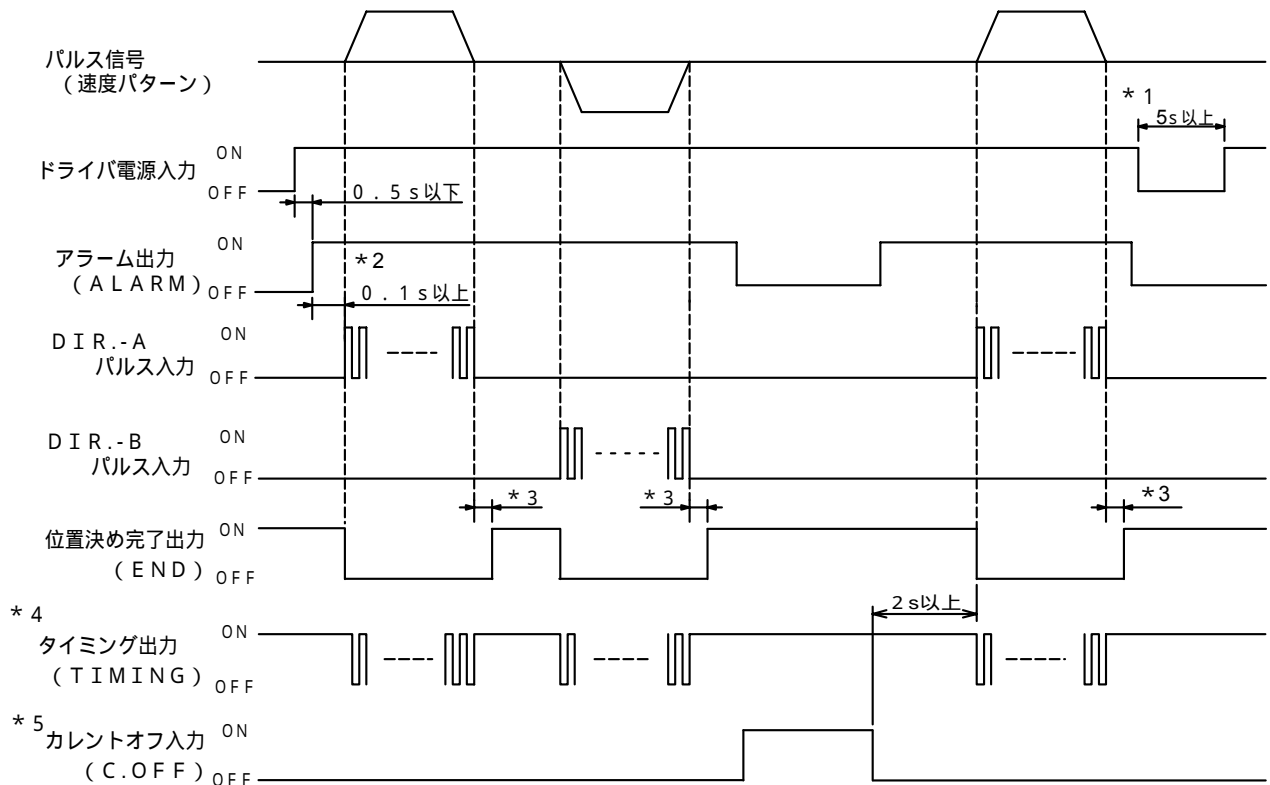 パルス信号
（速度パターン）
*1
5s以上
ドライバ電源入力
ON
OFF
0．5s以下
アラーム出力
（ALARM）
ON
OFF
*2
0．1s以上
DIR.-A
パルス入力
ON
OFF
DIR.-B
パルス入力
ON
OFF
*3
*3
*3
位置決め完了出力
（END）
ON
OFF
2s以上
*4
タイミング出力
（TIMING）
ON
OFF
*5
カレントオフ入力
（C.OFF）
ON
OFF